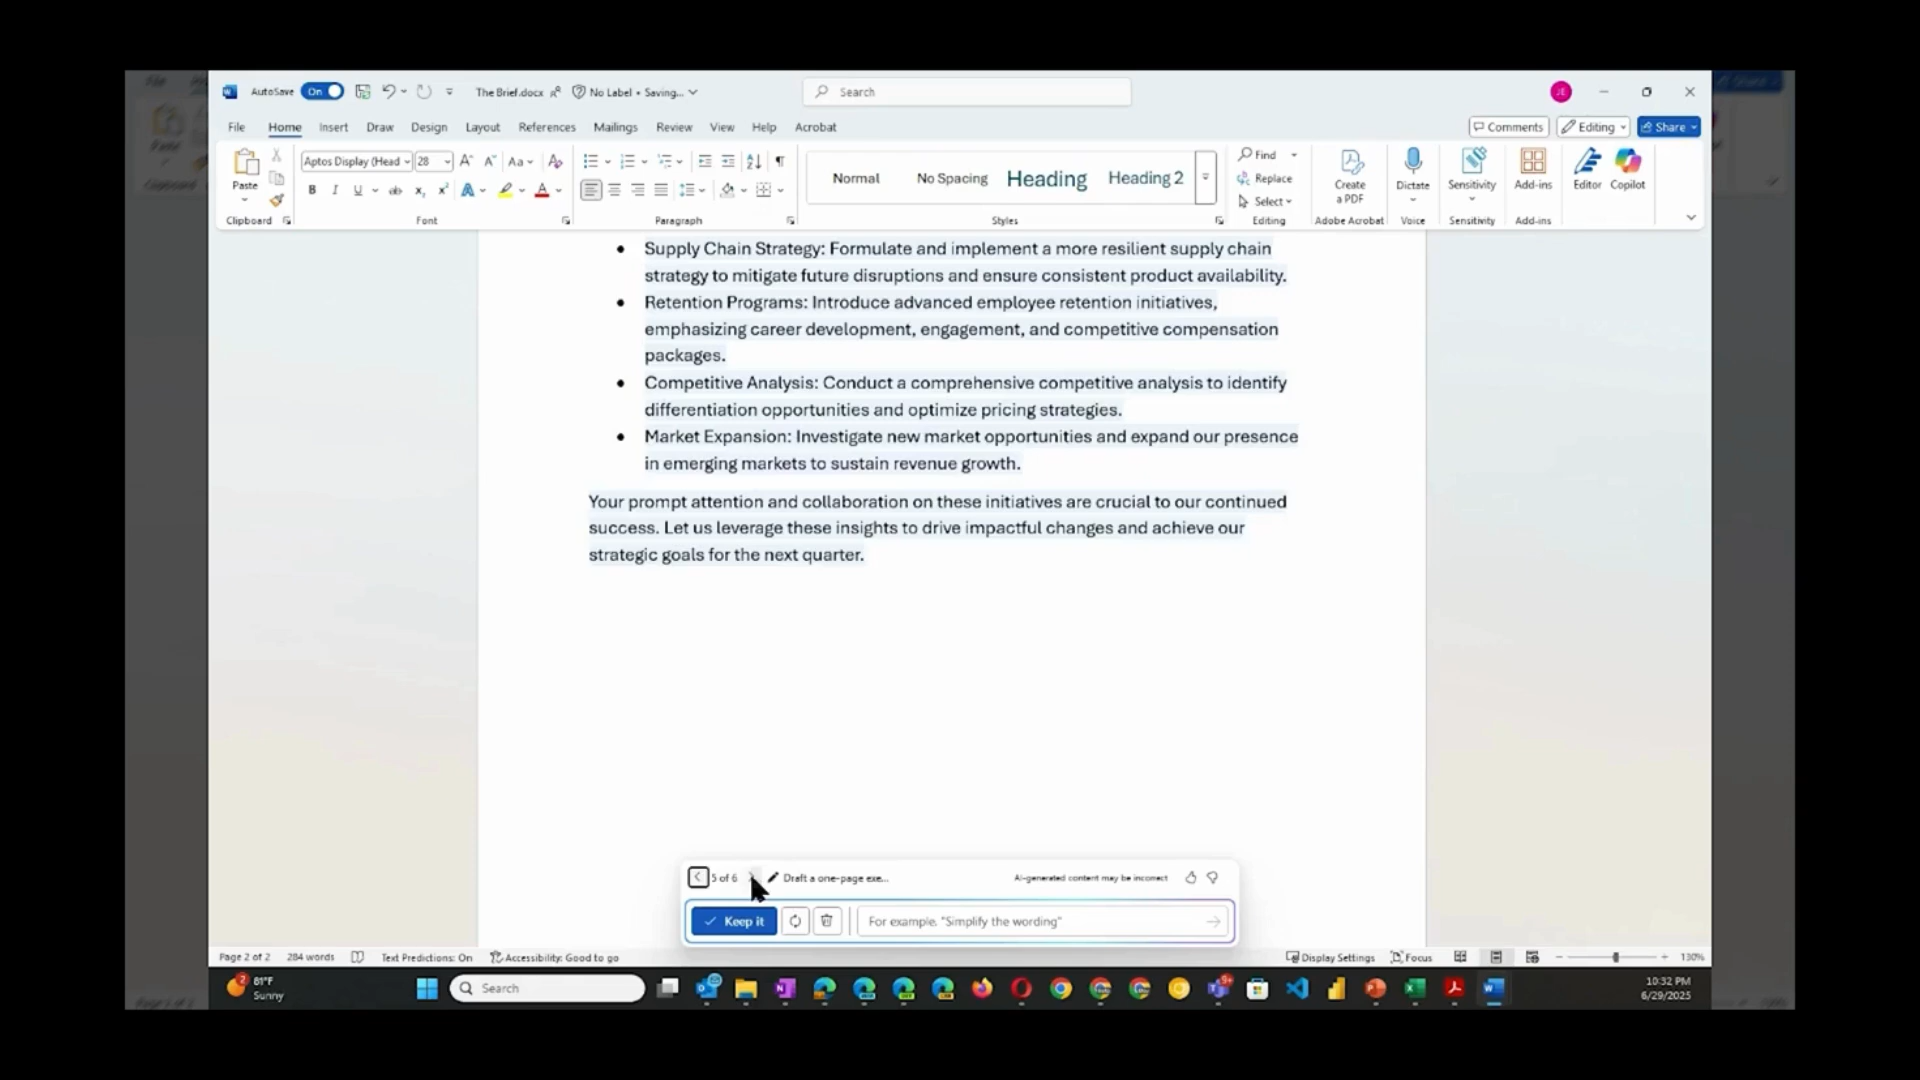 AutoSave On The Brief.docx No Label • Saving... Search JE
File Home Insert Draw Design Layout References Mailings Review View Help Acrobat Comments Editing Share
Paste Aptos Display (Head 28 Aa Normal No Spacing Heading Heading 2 Find Replace Select Create a PDF Dictate Sensitivity Add-ins Editor Copilot
Clipboard Font Paragraph Styles Editing Adobe Acrobat Voice Sensitivity Add-ins
• Supply Chain Strategy: Formulate and implement a more resilient supply chain
strategy to mitigate future disruptions and ensure consistent product availability.
• Retention Programs: Introduce advanced employee retention initiatives,
emphasizing career development, engagement, and competitive compensation
packages.
• Competitive Analysis: Conduct a comprehensive competitive analysis to identify
differentiation opportunities and optimize pricing strategies.
• Market Expansion: Investigate new market opportunities and expand our presence
in emerging markets to sustain revenue growth.
Your prompt attention and collaboration on these initiatives are crucial to our continued
success. Let us leverage these insights to drive impactful changes and achieve our
strategic goals for the next quarter.
5 of 6 Draft a one-page exe... AI-generated content may be incorrect
Keep it For example, "Simplify the wording"
Page 2 of 2 284 words Text Predictions: On Accessibility: Good to go Display Settings Focus 130%
81°F
Sunny
Search
10:32 PM
6/29/2025